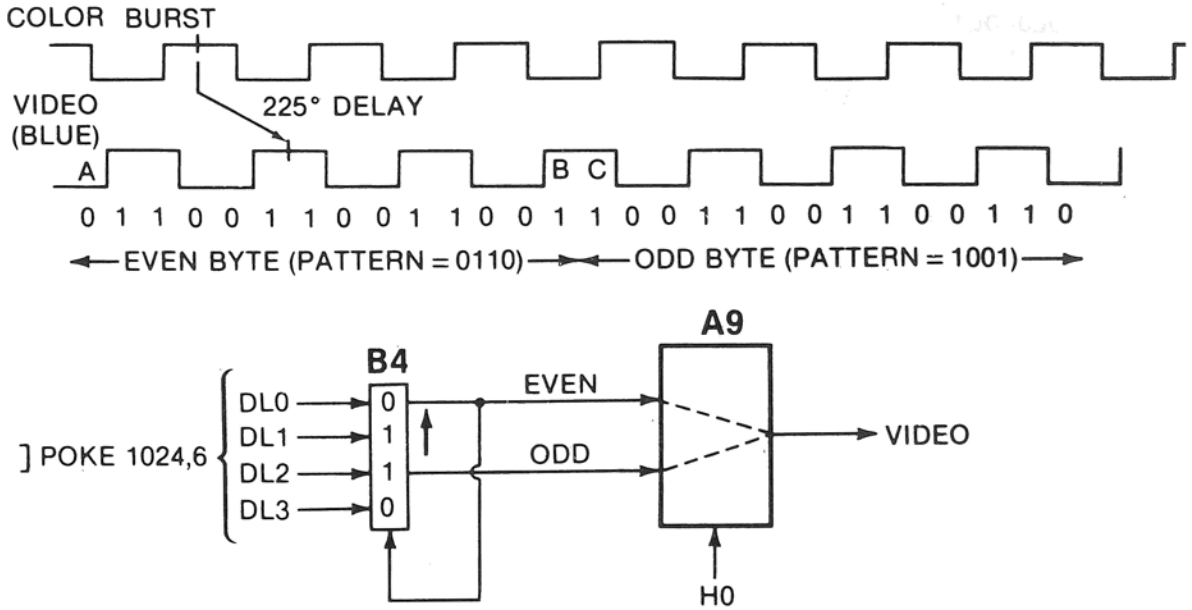 COLOR BURST
225° DELAY
VIDEO
(BLUE)
A B C
0 1 1 0 0 1 1 0 0 1 1 0 0 1 1 0 0 1 1 0 0 1 1 0 0 1 1 0
EVEN BYTE (PATTERN = 0110) ODD BYTE (PATTERN = 1001)
A9
B4
EVEN
DL0 0
DL1 1
] POKE 1024,6
ODD
VIDEO
DL2 1
DL3 0
H0